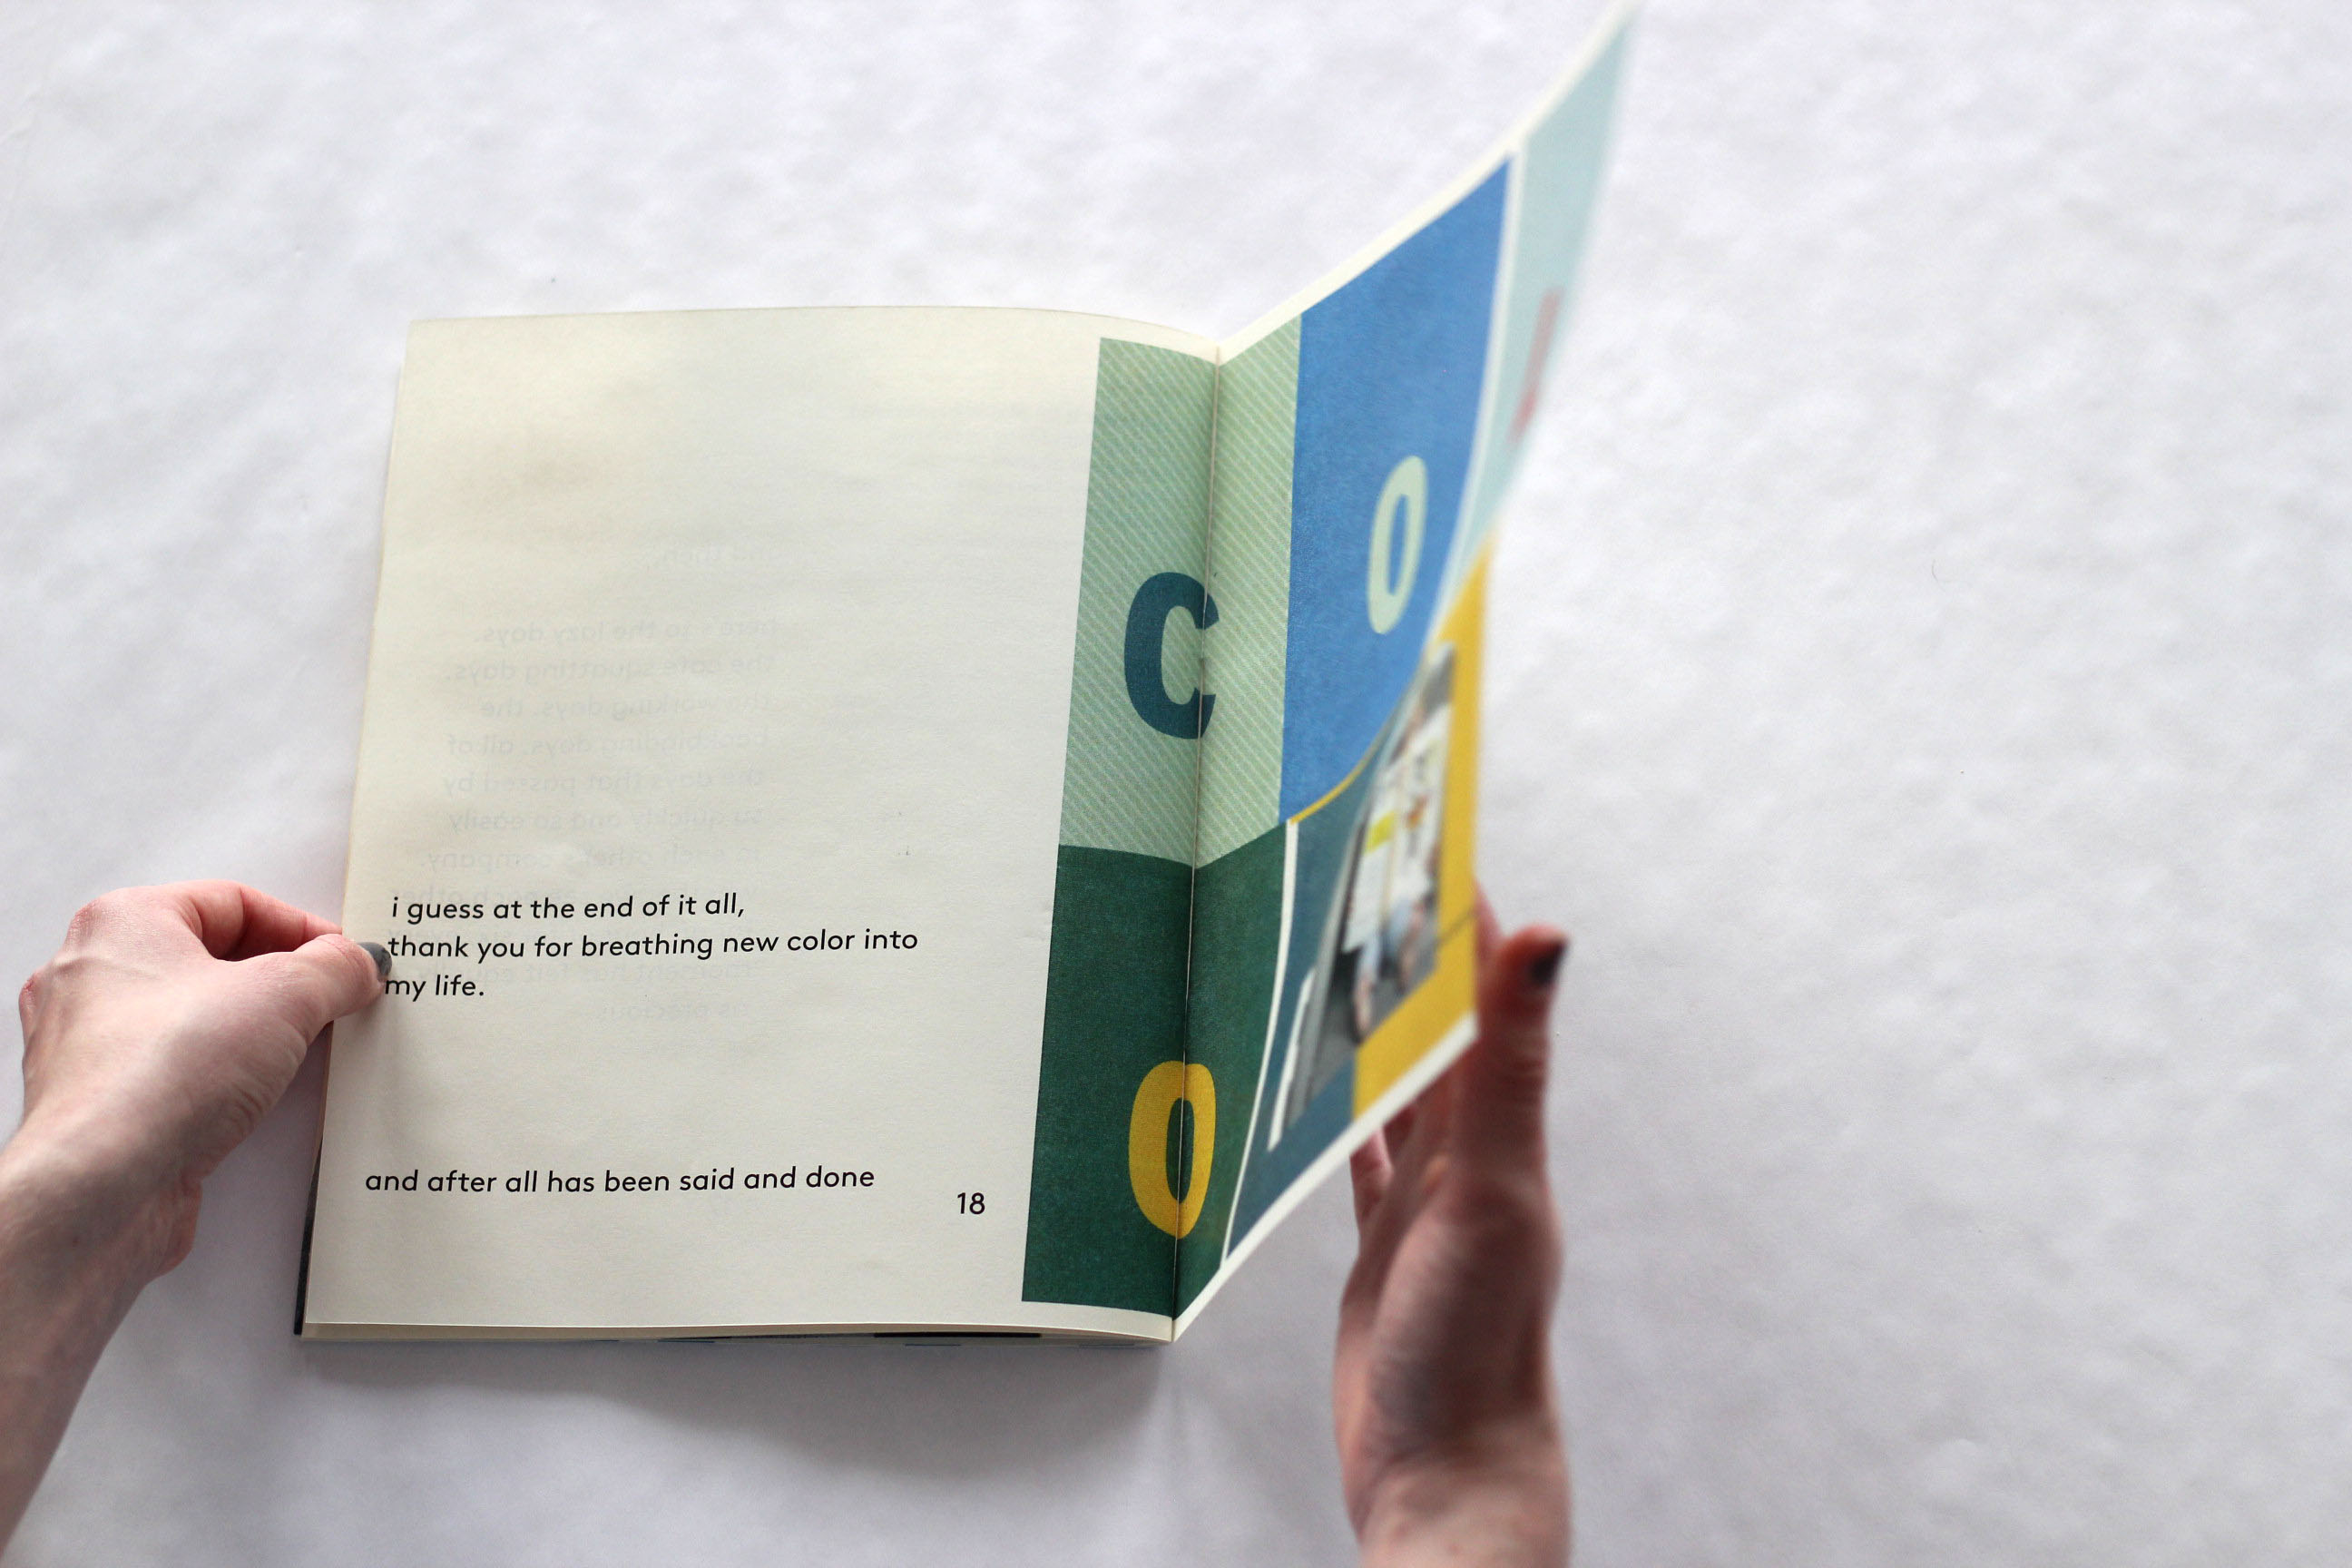 i guess at the end of it all,
thank you for breathing new color into
my life.
and after all has been said and done
18
C
O
O